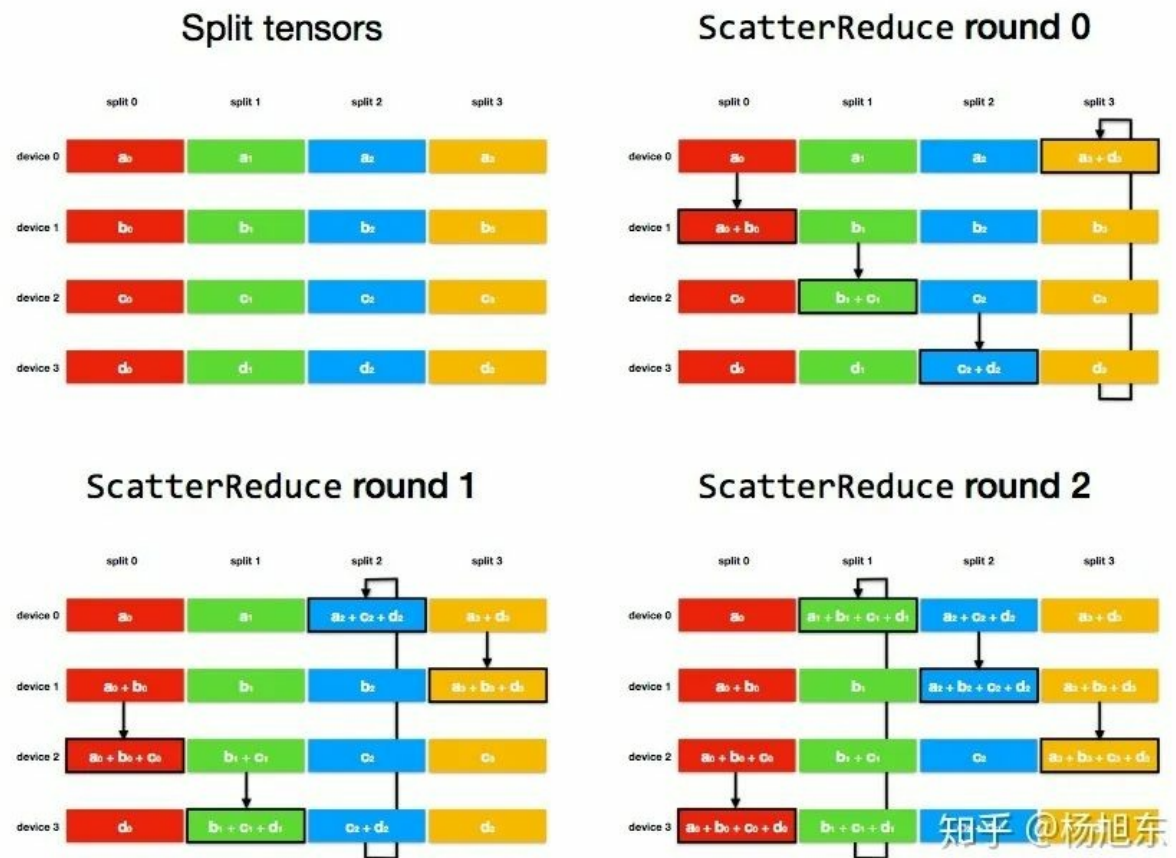 Split tensors
split 0 split 1 split 2 split 3
device 0 a₀ a₁ a₂ a₃
device 1 b₀ b₁ b₂ b₃
device 2 c₀ c₁ c₂ c₃
device 3 d₀ d₁ d₂
ScatterReduce round 0
split 0 split 1 split 2 split 3
device 0 a₀ a₁ a₂ a₃ + d₃
device 1 a₀ + b₀ b₁ b₂ b₃
device 2 c₀ b₁ + c₁ c₂ c₃
device 3 d₀ d₁ c₂ + d₂
ScatterReduce round 1
split 0 split 1 split 2 split 3
device 0 a₀ a₁ a₂ + c₂ + d₂ a₃ + d₃
device 1 a₀ + b₀ b₁ b₂ a₃ + b₃ + d₃
device 2 a₀ + b₀ + c₀ b₁ + c₁ c₂ c₃
device 3 d₀ b₁ + c₁ + d₁ c₂ + d₂
ScatterReduce round 2
split 0 split 1 split 2 split 3
device 0 a₀ a₁ + b₁ + c₁ + d₁ a₂ + c₂ + d₂ a₃ + d₃
device 1 a₀ + b₀ b₁ a₂ + b₂ + c₂ + d₂ a₃ + b₃ + d₃
device 2 a₀ + b₀ + c₀ b₁ + c₁ c₂ a₃ + b₃ + c₃ + d₃
device 3 a₀ + b₀ + c₀ + d₀ b₁ + c₁ + d₁
知乎 @杨旭东